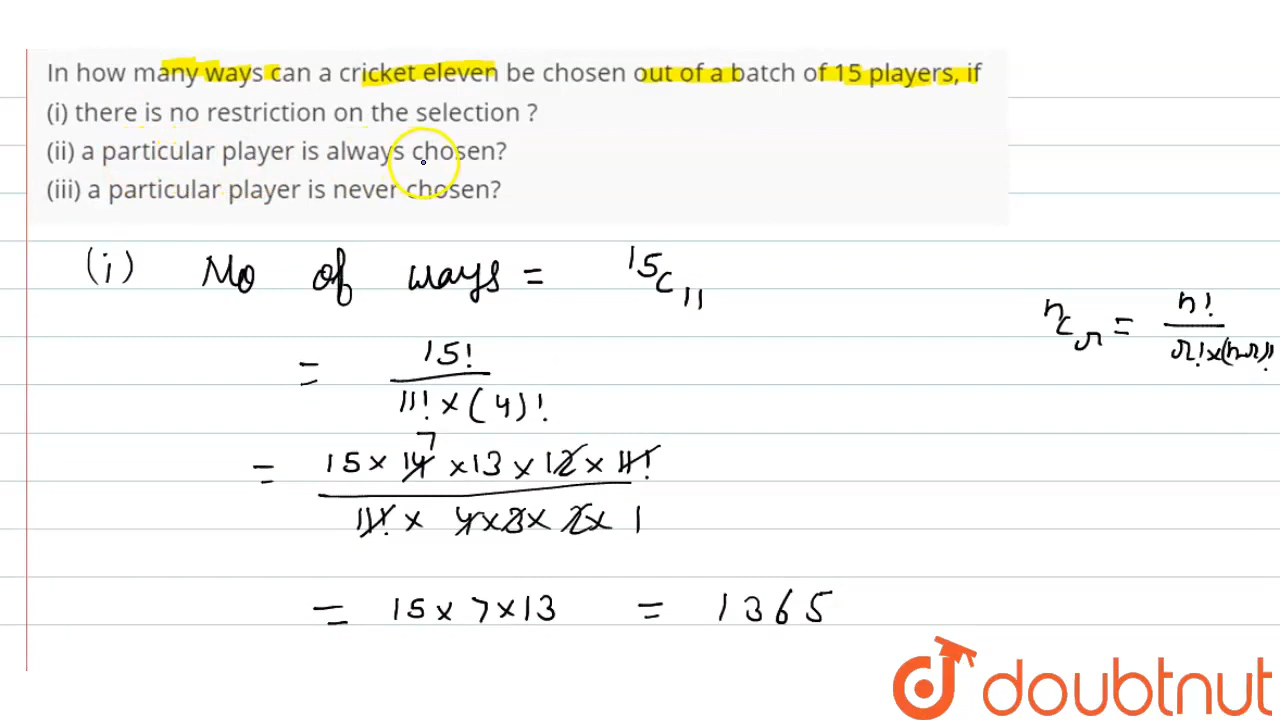 In how many ways can a cricket eleven be chosen out of a batch of 15 players, if
(i) there is no restriction on the selection ?
(ii) a particular player is always chosen?
(iii) a particular player is never chosen?
(i) No of ways = ¹⁵C₁₁
ⁿCᵣ = n! / r!×(n-r)!
= 15! / 11!×(4)!
7
= 15×14×13×12×11! / 11!×4×3×2×1
= 15×7×13 = 1365
doubtnut